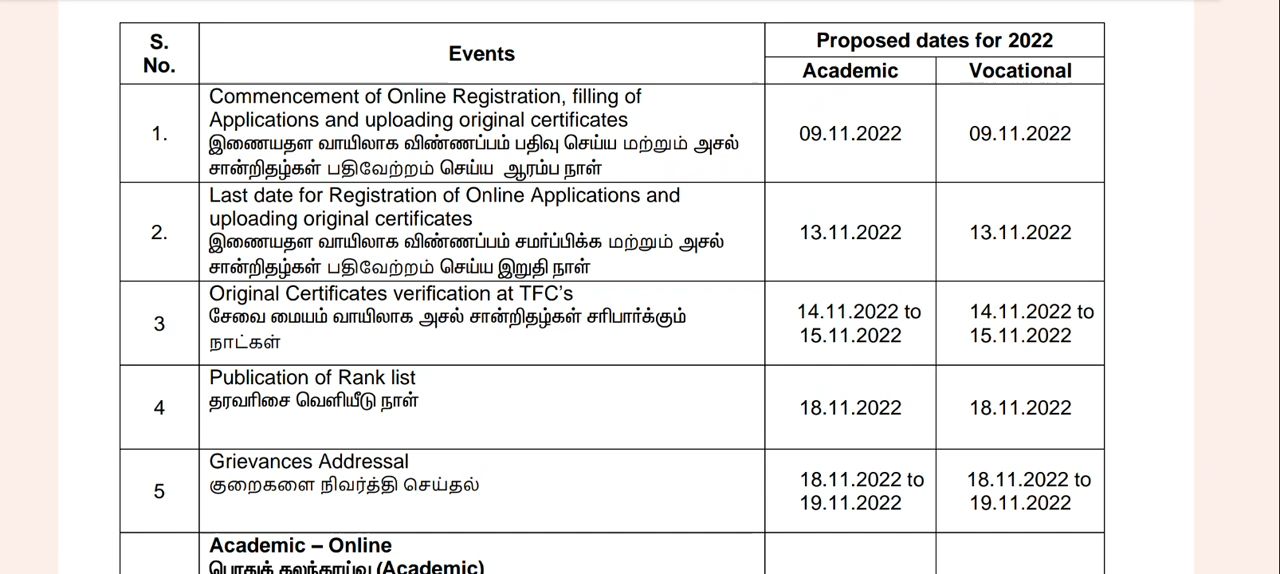 S.
No.
Events
Proposed dates for 2022
Academic
Vocational
1.
Commencement of Online Registration, filling of
Applications and uploading original certificates
இணையதள வாயிலாக விண்ணப்பம் பதிவு செய்ய மற்றும் அசல்
சான்றிதழ்கள் பதிவேற்றம் செய்ய ஆரம்ப நாள்
09.11.2022
09.11.2022
2.
Last date for Registration of Online Applications and
uploading original certificates
இணையதள வாயிலாக விண்ணப்பம் சமர்ப்பிக்க மற்றும் அசல்
சான்றிதழ்கள் பதிவேற்றம் செய்ய இறுதி நாள்
13.11.2022
13.11.2022
3
Original Certificates verification at TFC’s
சேவை மையம் வாயிலாக அசல் சான்றிதழ்கள் சரிபார்க்கும்
நாட்கள்
14.11.2022 to
15.11.2022
14.11.2022 to
15.11.2022
4
Publication of Rank list
தரவரிசை வெளியீடு நாள்
18.11.2022
18.11.2022
5
Grievances Addressal
குறைகளை நிவர்த்தி செய்தல்
18.11.2022 to
19.11.2022
18.11.2022 to
19.11.2022
Academic – Online
பொதுக் கலந்தாய்வு (Academic)